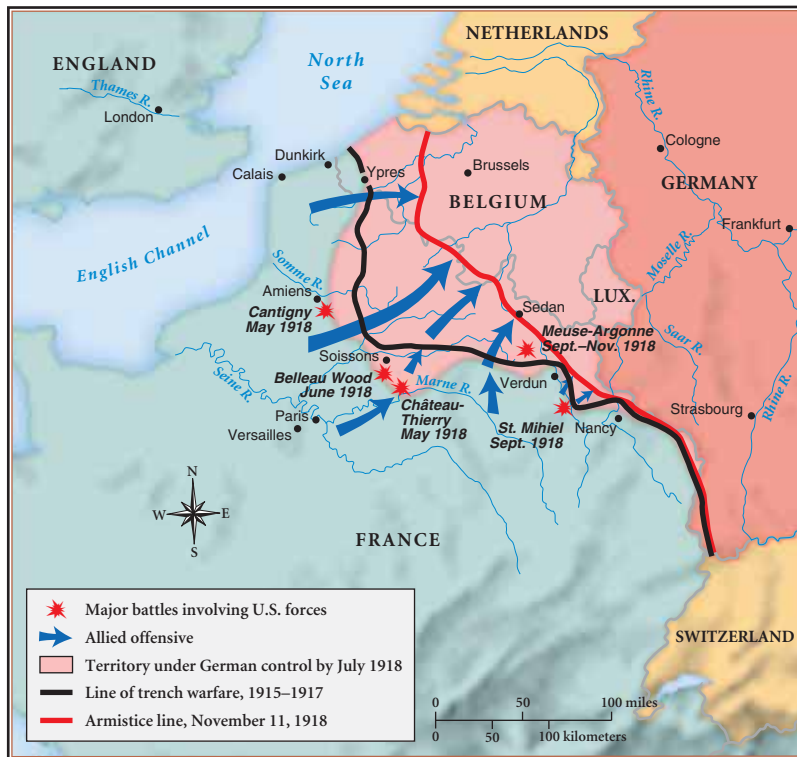 NETHERLANDS
ENGLAND
North
Sea
Thames R.
London
Rhine R.
Cologne
Dunkirk
Calais
Ypres
Brussels
GERMANY
BELGIUM
Frankfurt
English Channel
Moselle R.
Somme R.
LUX.
Amiens
Cantigny
May 1918
Sedan
Meuse-Argonne
Sept.–Nov. 1918
Saar R.
Soissons
Belleau Wood
June 1918
Marne R.
Verdun
Seine R.
Château-
Thierry
May 1918
Rhine R.
Strasbourg
Paris
Versailles
St. Mihiel
Sept. 1918
Nancy
N
W
E
S
FRANCE
Major battles involving U.S. forces
Allied offensive
Territory under German control by July 1918
Line of trench warfare, 1915–1917
Armistice line, November 11, 1918
SWITZERLAND
0 50 100 miles
0 50 100 kilometers